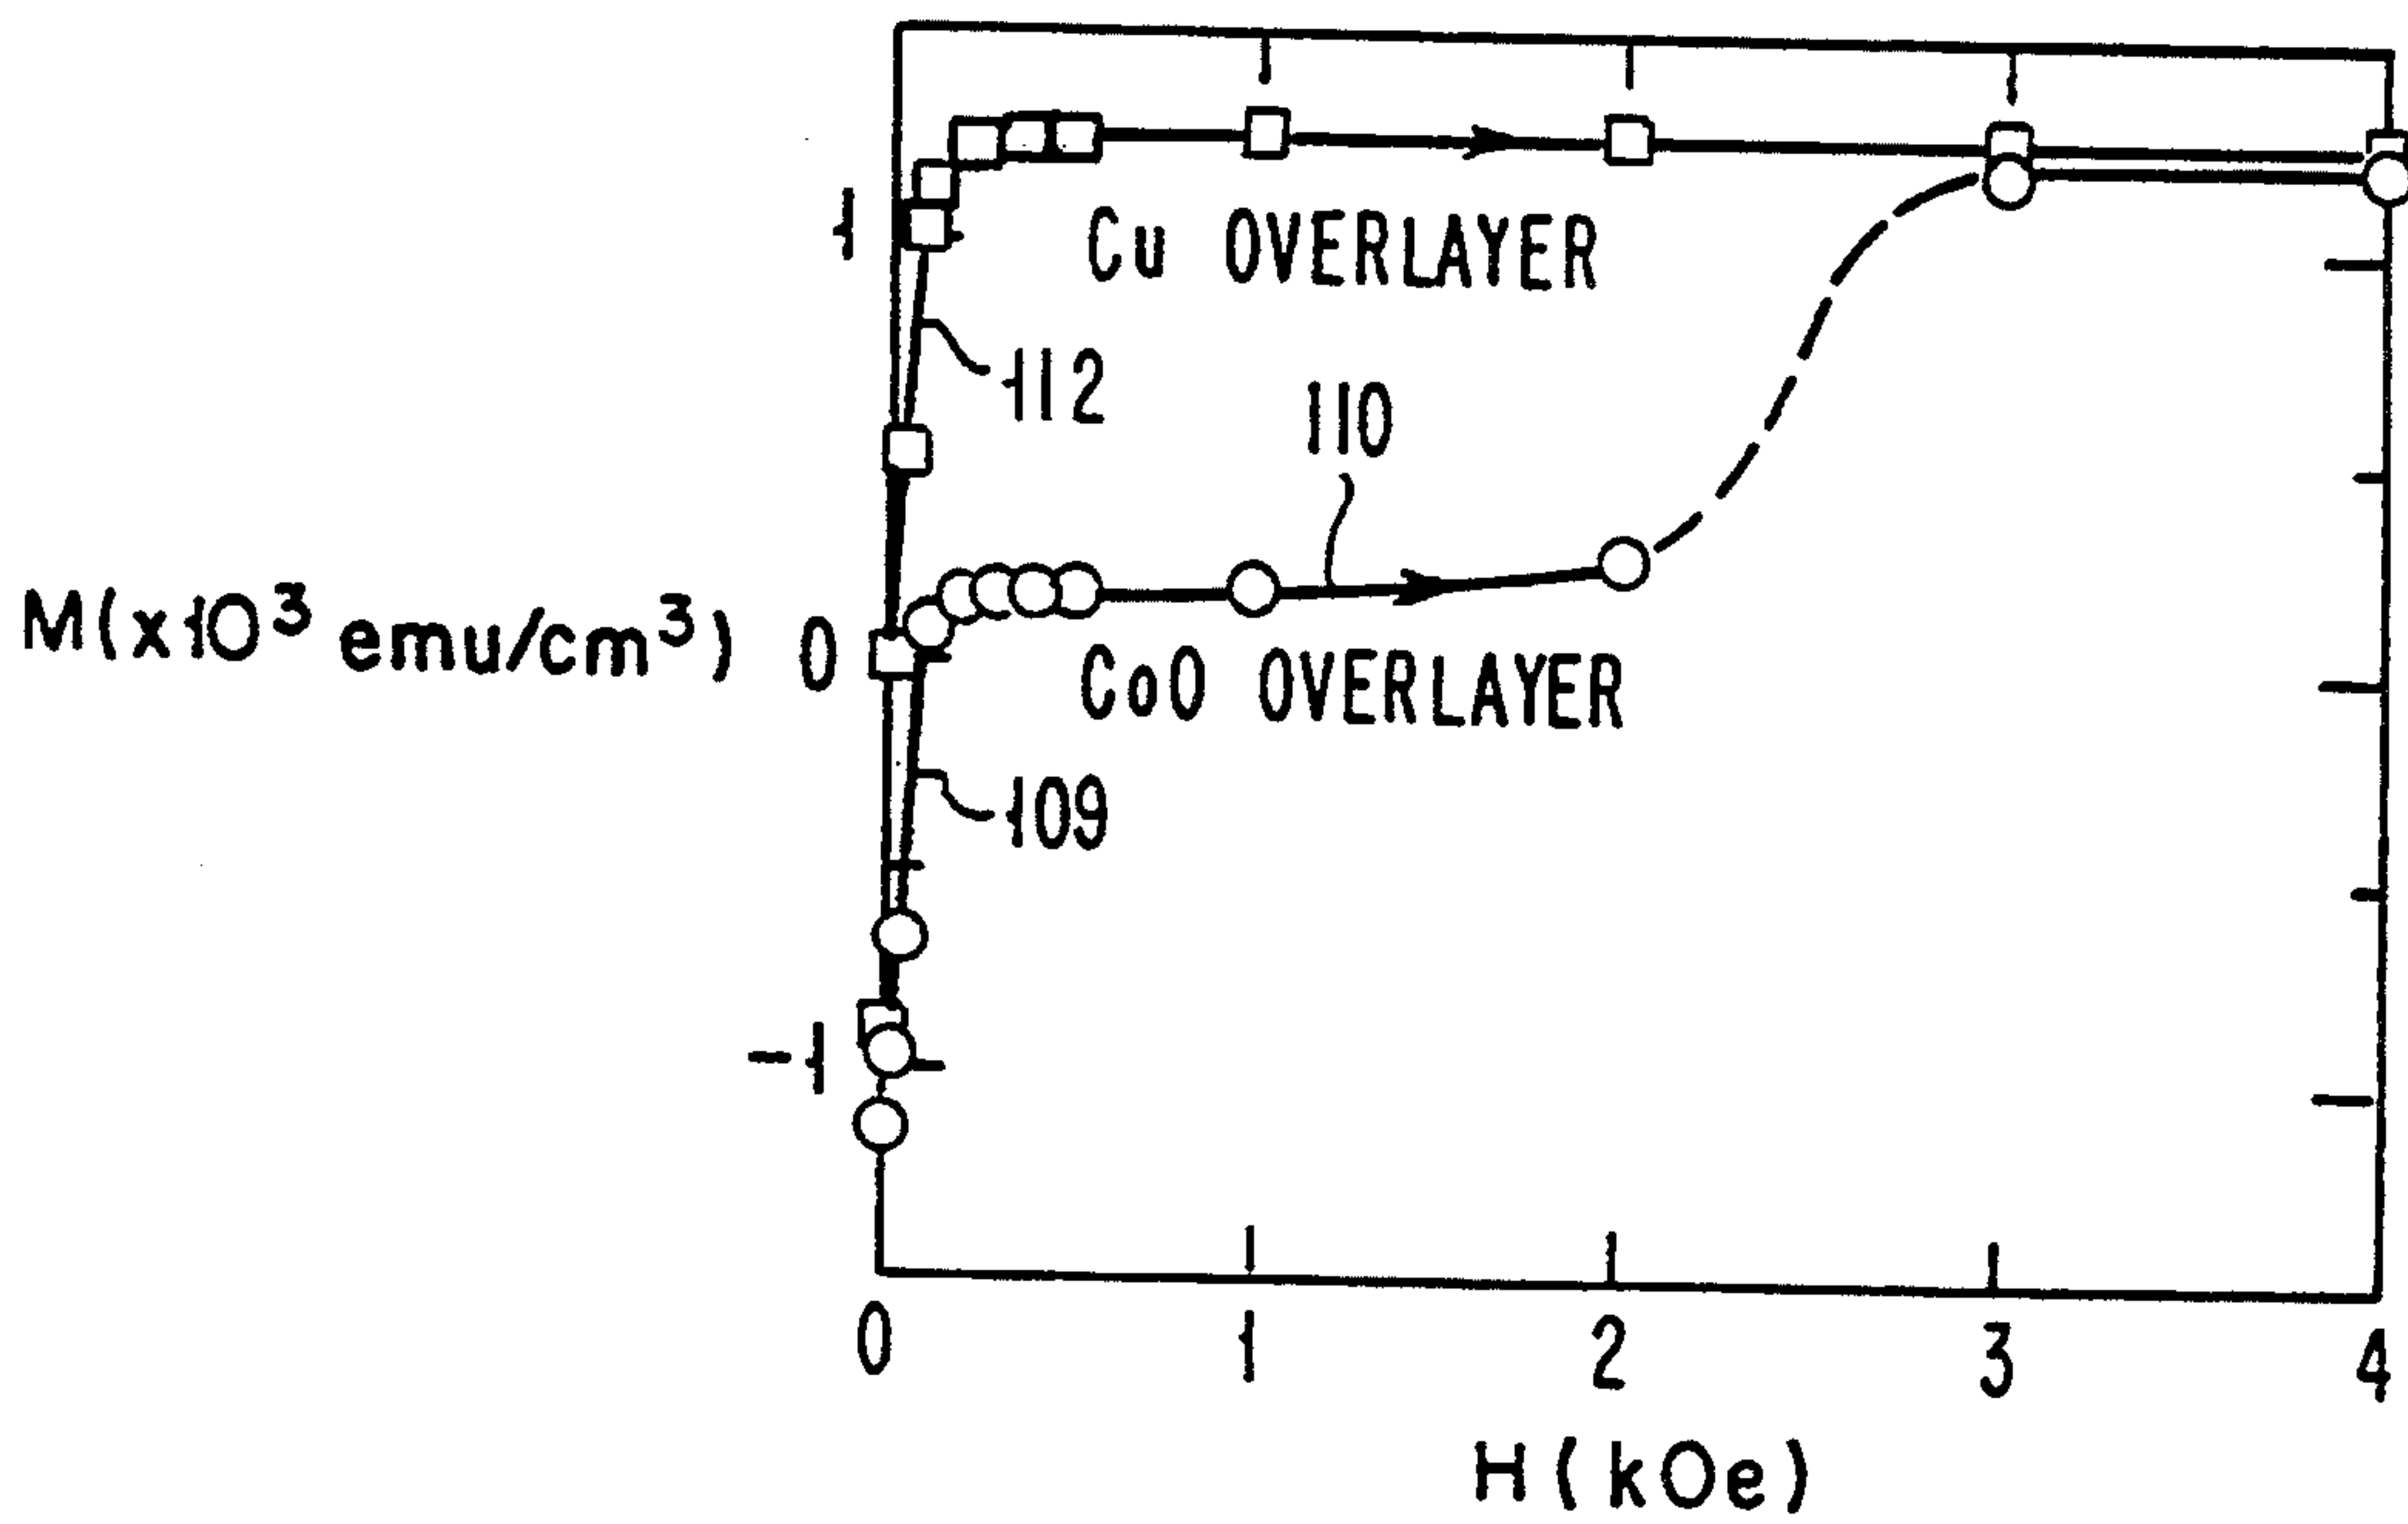 1
Cu OVERLAYER
112
110
M(x10³ emu/cm³)
0
CoO OVERLAYER
109
-1
0 1 2 3 4
H(kOe)